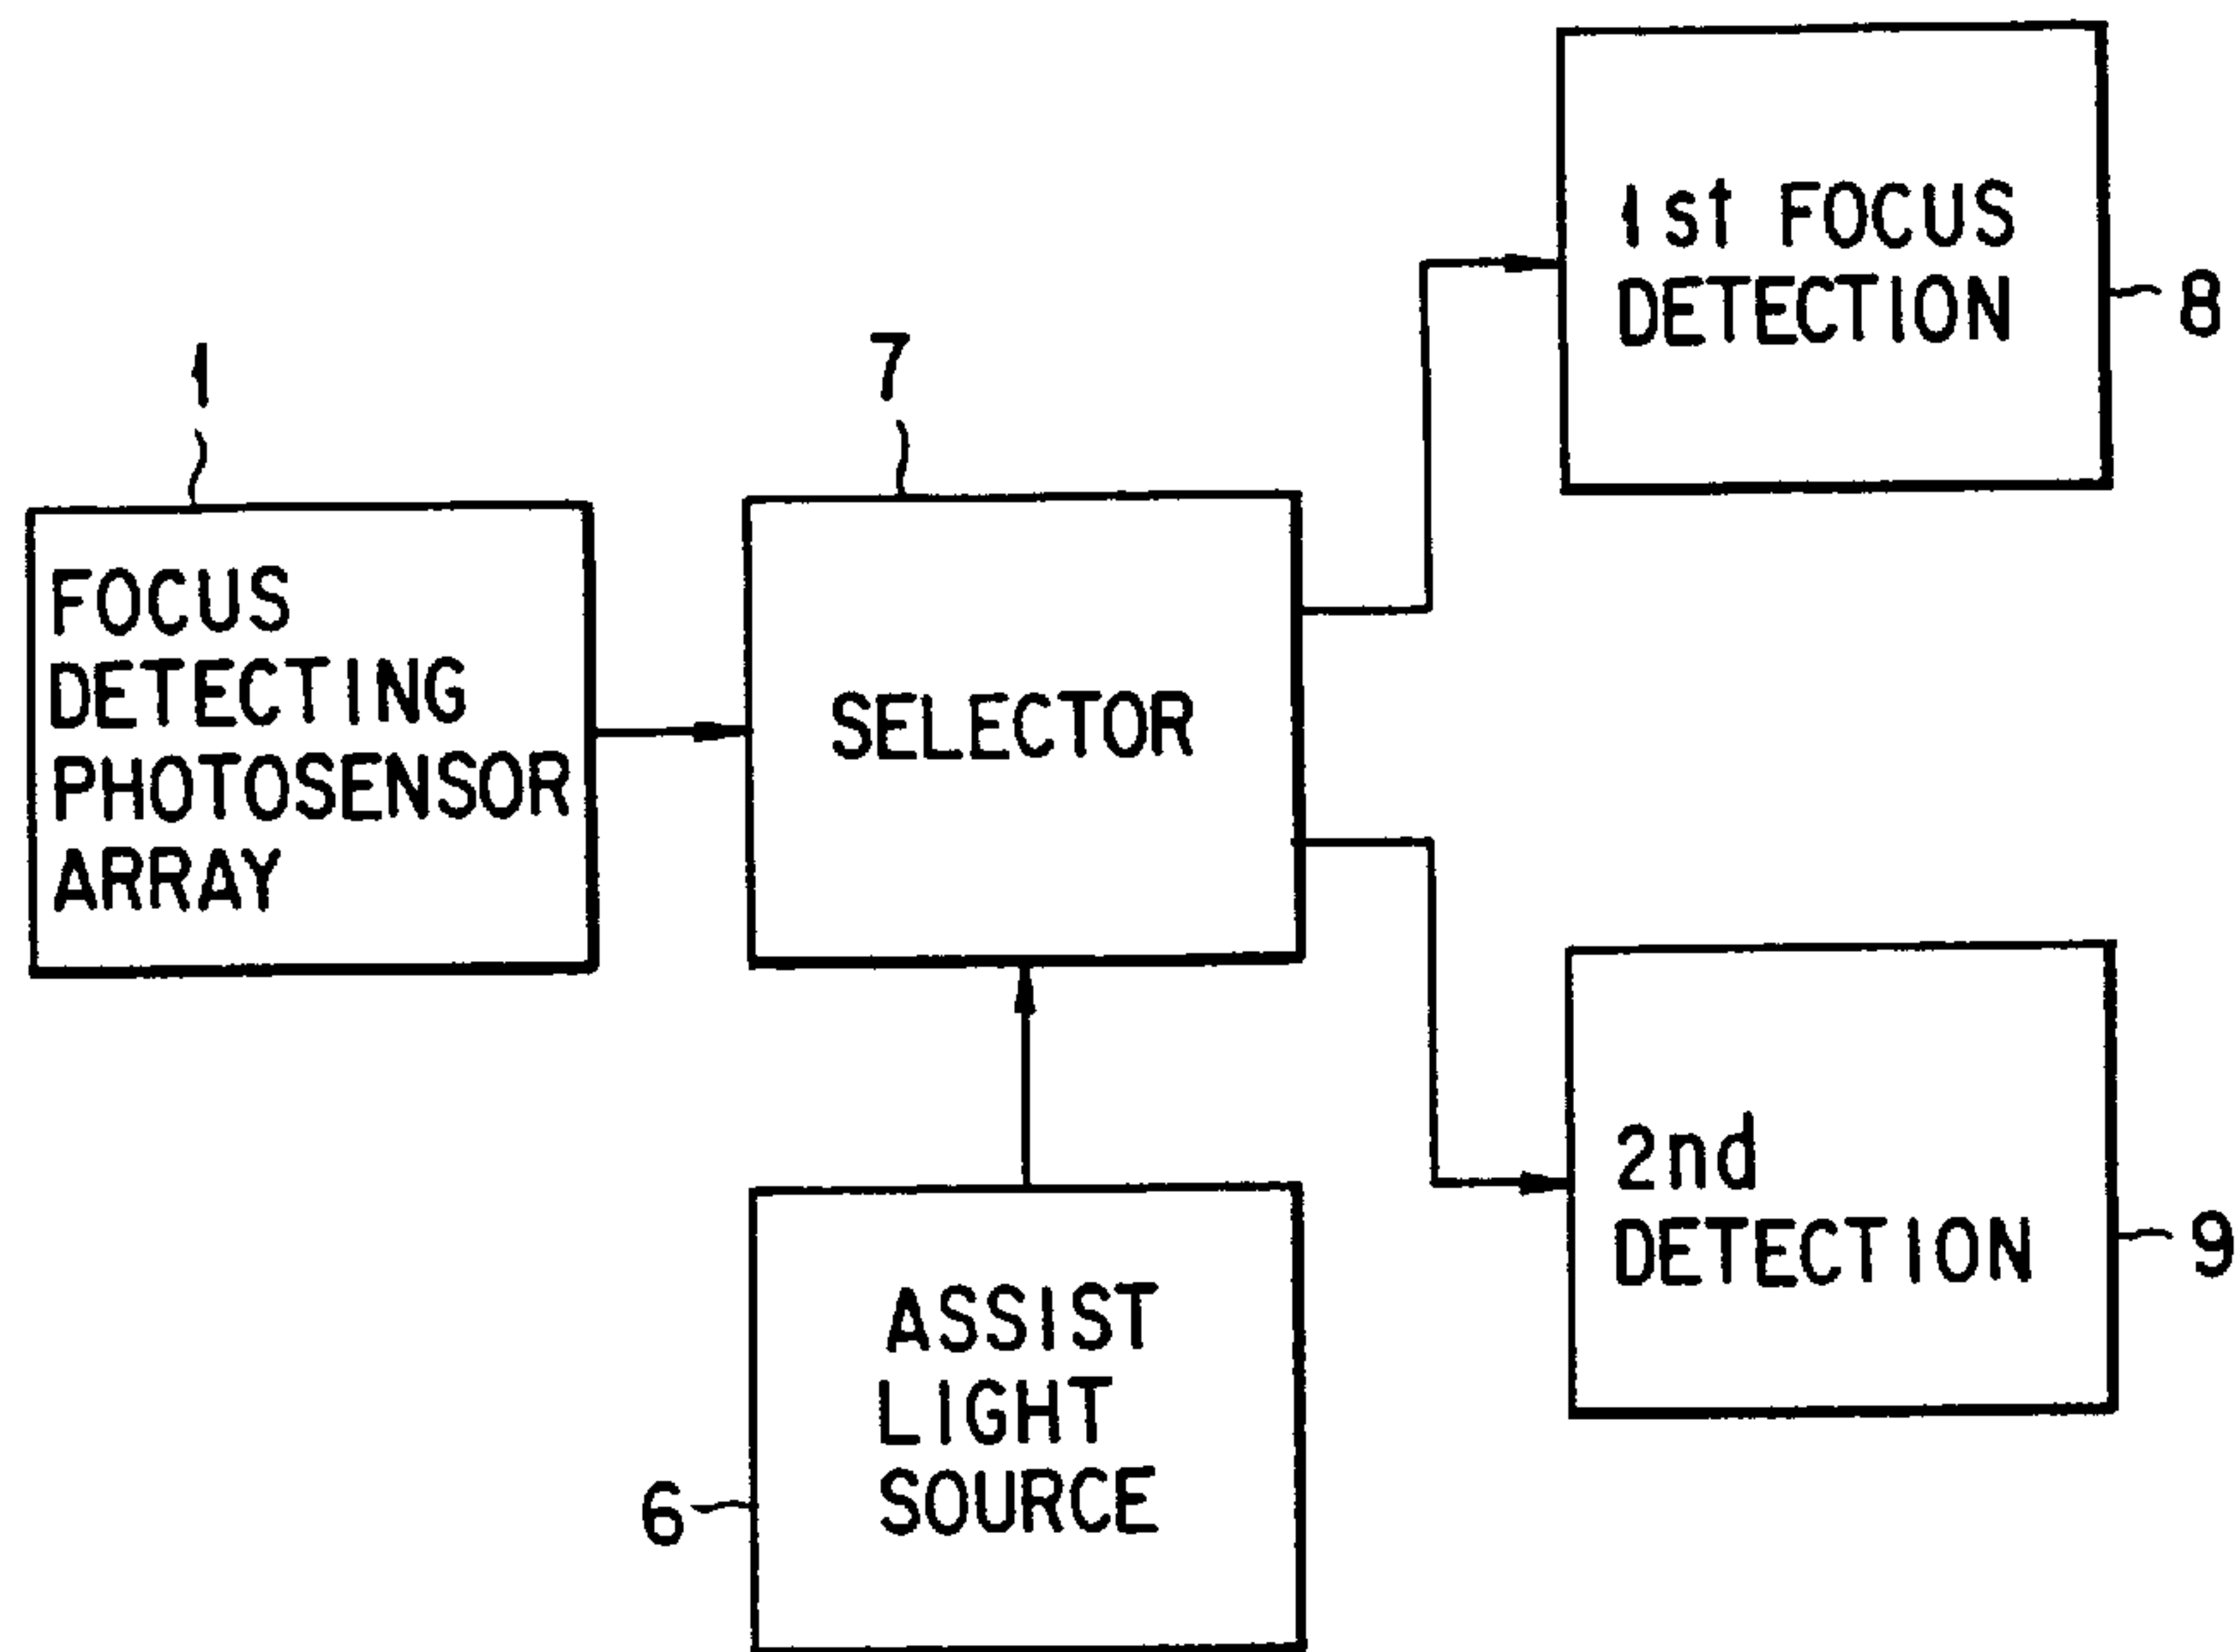 1
FOCUS
DETECTING
PHOTOSENSOR
ARRAY
7
SELECTOR
1st FOCUS
DETECTION
8
2nd
DETECTION
9
ASSIST
LIGHT
SOURCE
6